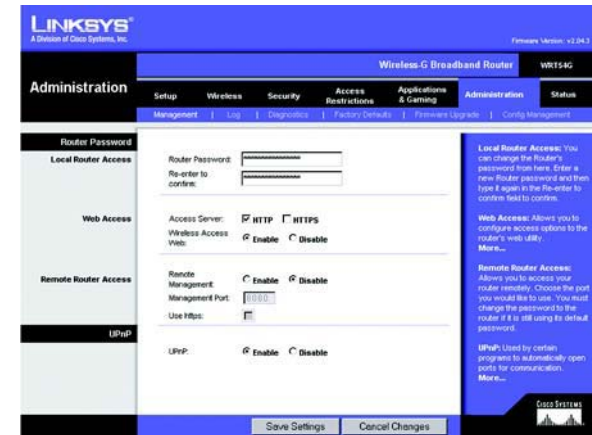 LINKSYS®
A Division of Cisco Systems, Inc.
Firmware Version: v2.04.3
Wireless-G Broadband Router WRT54G
Administration
Setup Wireless Security Access Restrictions Applications & Gaming Administration Status
Management | Log | Diagnostics | Factory Defaults | Firmware Upgrade | Config Management
Router Password
Local Router Access
Router Password:
Re-enter to
confirm:
Web Access
Access Server: HTTP HTTPS
Wireless Access
Web: Enable Disable
Remote Router Access
Remote
Management: Enable Disable
Management Port: 8080
Use https:
UPnP
UPnP: Enable Disable
Local Router Access: You
can change the Router's
password from here. Enter a
new Router password and then
type it again in the Re-enter to
confirm field to confirm.
Web Access: Allows you to
configure access options to the
router's web utility.
More...
Remote Router Access:
Allows you to access your
router remotely. Choose the port
you would like to use. You must
change the password to the
router if it is still using its default
password.
UPnP: Used by certain
programs to automatically open
ports for communication.
More...
Save Settings Cancel Changes
CISCO SYSTEMS